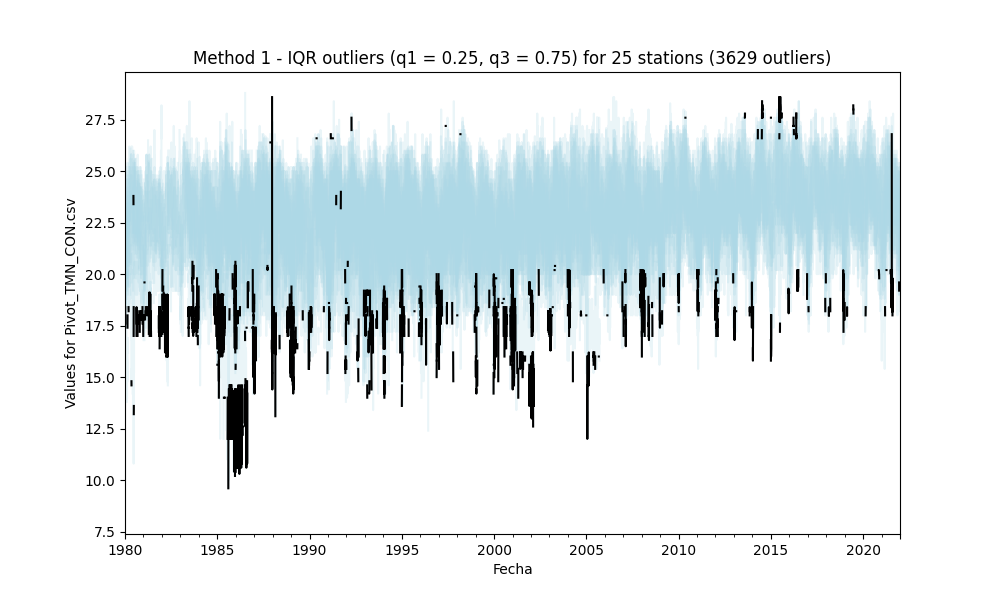 Method 1 - IQR outliers (q1 = 0.25, q3 = 0.75) for 25 stations (3629 outliers)
Values for Pivot_TMN_CON.csv
27.5
25.0
22.5
20.0
17.5
15.0
12.5
10.0
7.5
1980 1985 1990 1995 2000 2005 2010 2015 2020
Fecha